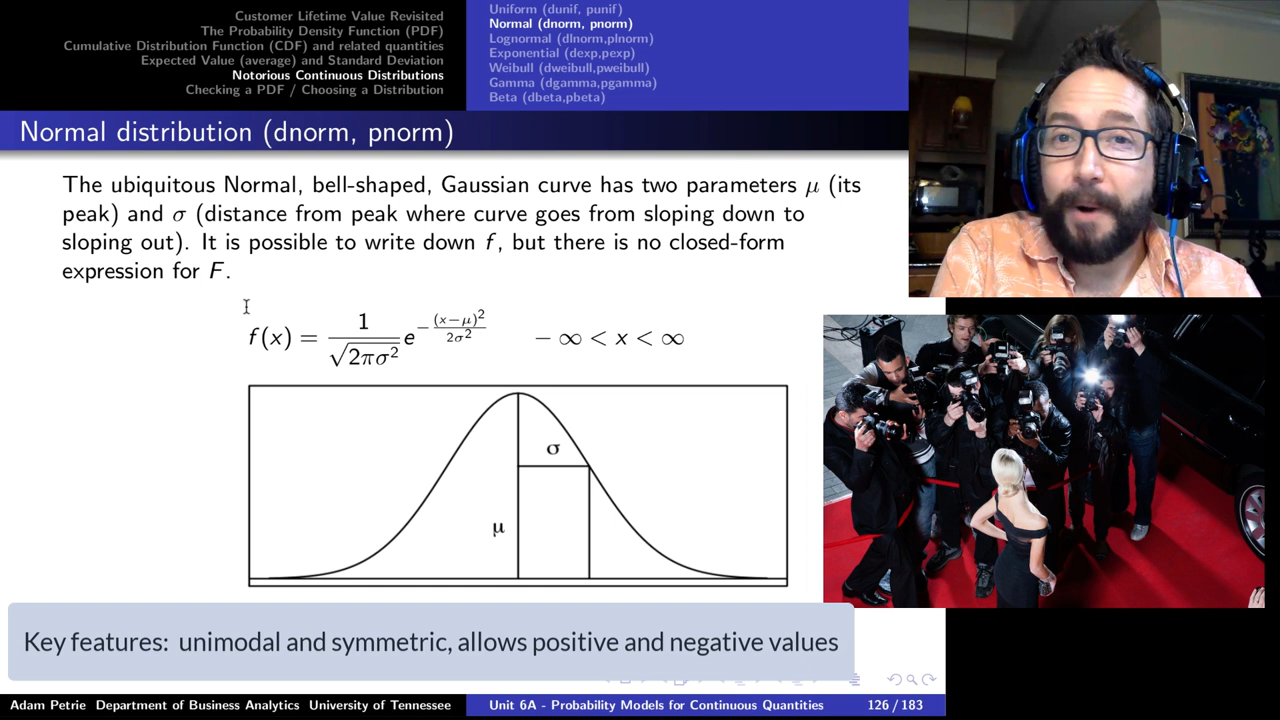 Customer Lifetime Value Revisited
The Probability Density Function (PDF)
Cumulative Distribution Function (CDF) and related quantities
Expected Value (average) and Standard Deviation
Notorious Continuous Distributions
Checking a PDF / Choosing a Distribution
Uniform (dunif, punif)
Normal (dnorm, pnorm)
Lognormal (dlnorm,plnorm)
Exponential (dexp,pexp)
Weibull (dweibull,pweibull)
Gamma (dgamma,pgamma)
Beta (dbeta,pbeta)
Normal distribution (dnorm, pnorm)
The ubiquitous Normal, bell-shaped, Gaussian curve has two parameters μ (its
peak) and σ (distance from peak where curve goes from sloping down to
sloping out). It is possible to write down f, but there is no closed-form
expression for F.
f(x) = 1/√(2πσ²) e^(−(x−μ)²/(2σ²)) − ∞ < x < ∞
σ
μ
Key features: unimodal and symmetric, allows positive and negative values
Adam Petrie Department of Business Analytics University of Tennessee
Unit 6A - Probability Models for Continuous Quantities
126 / 183